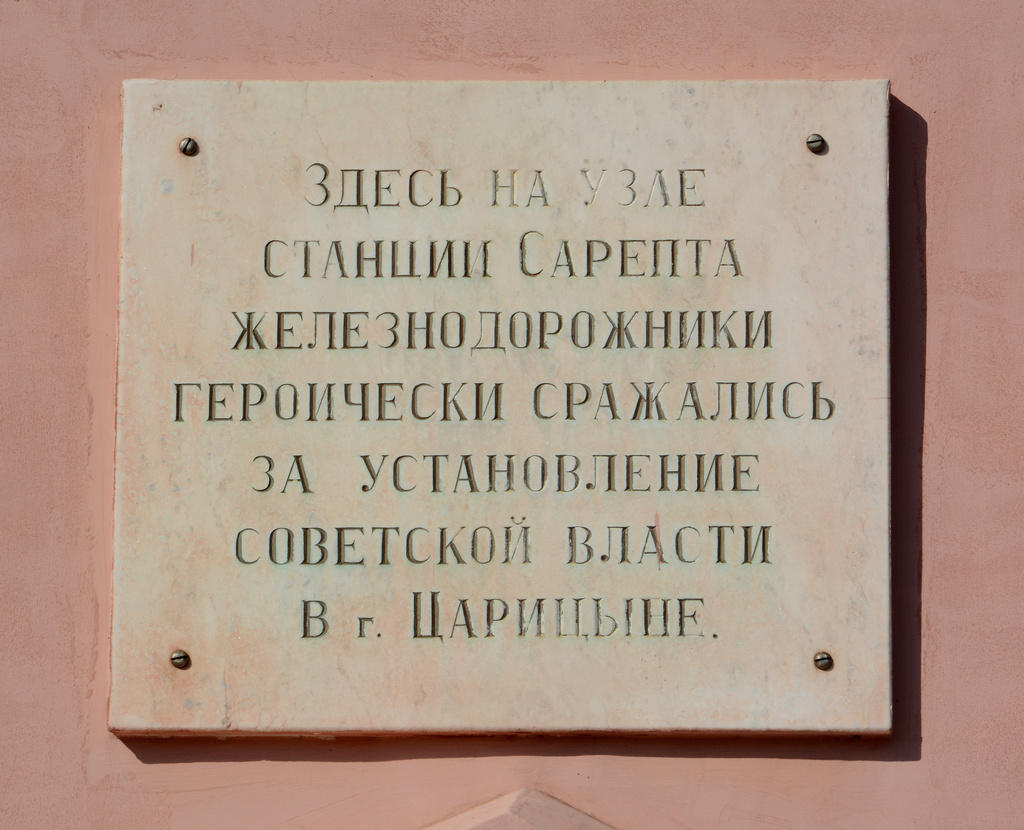 Здесь на узле
станции Сарепта
железнодорожники
героически сражались
за установление
советской власти
в г. Царицыне.